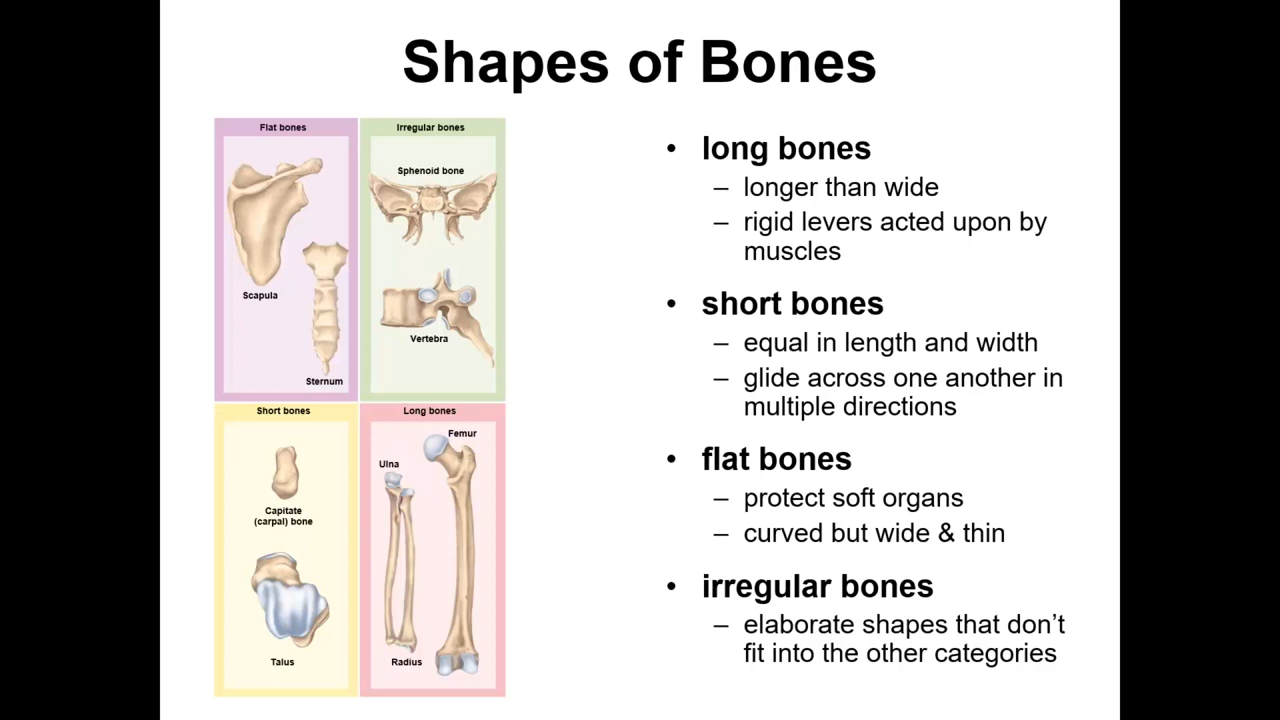 Shapes of Bones
Flat bones
Scapula
Sternum
Irregular bones
Sphenoid bone
Vertebra
Short bones
Capitate
(carpal) bone
Talus
Long bones
Femur
Ulna
Radius
• long bones
– longer than wide
– rigid levers acted upon by
muscles
• short bones
– equal in length and width
– glide across one another in
multiple directions
• flat bones
– protect soft organs
– curved but wide & thin
• irregular bones
– elaborate shapes that don’t
fit into the other categories